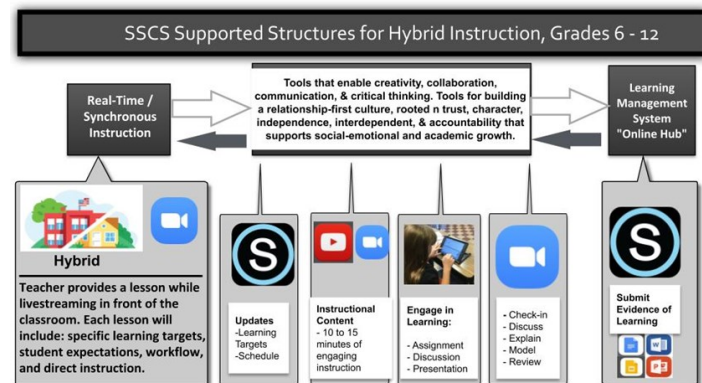 SSCS Supported Structures for Hybrid Instruction, Grades 6 - 12
Real-Time /
Synchronous
Instruction
Tools that enable creativity, collaboration,
communication, & critical thinking. Tools for building
a relationship-first culture, rooted n trust, character,
independence, interdependent, & accountability that
supports social-emotional and academic growth.
Learning
Management
System
"Online Hub"
Hybrid
Teacher provides a lesson while
livestreaming in front of the
classroom. Each lesson will
include: specific learning targets,
student expectations, workflow,
and direct instruction.
S
Updates
-Learning
Targets
-Schedule
Instructional
Content
- 10 to 15
minutes of
engaging
instruction
Engage in
Learning:
- Assignment
- Discussion
- Presentation
- Check-in
- Discuss
- Explain
- Model
- Review
S
Submit
Evidence of
Learning
W
P